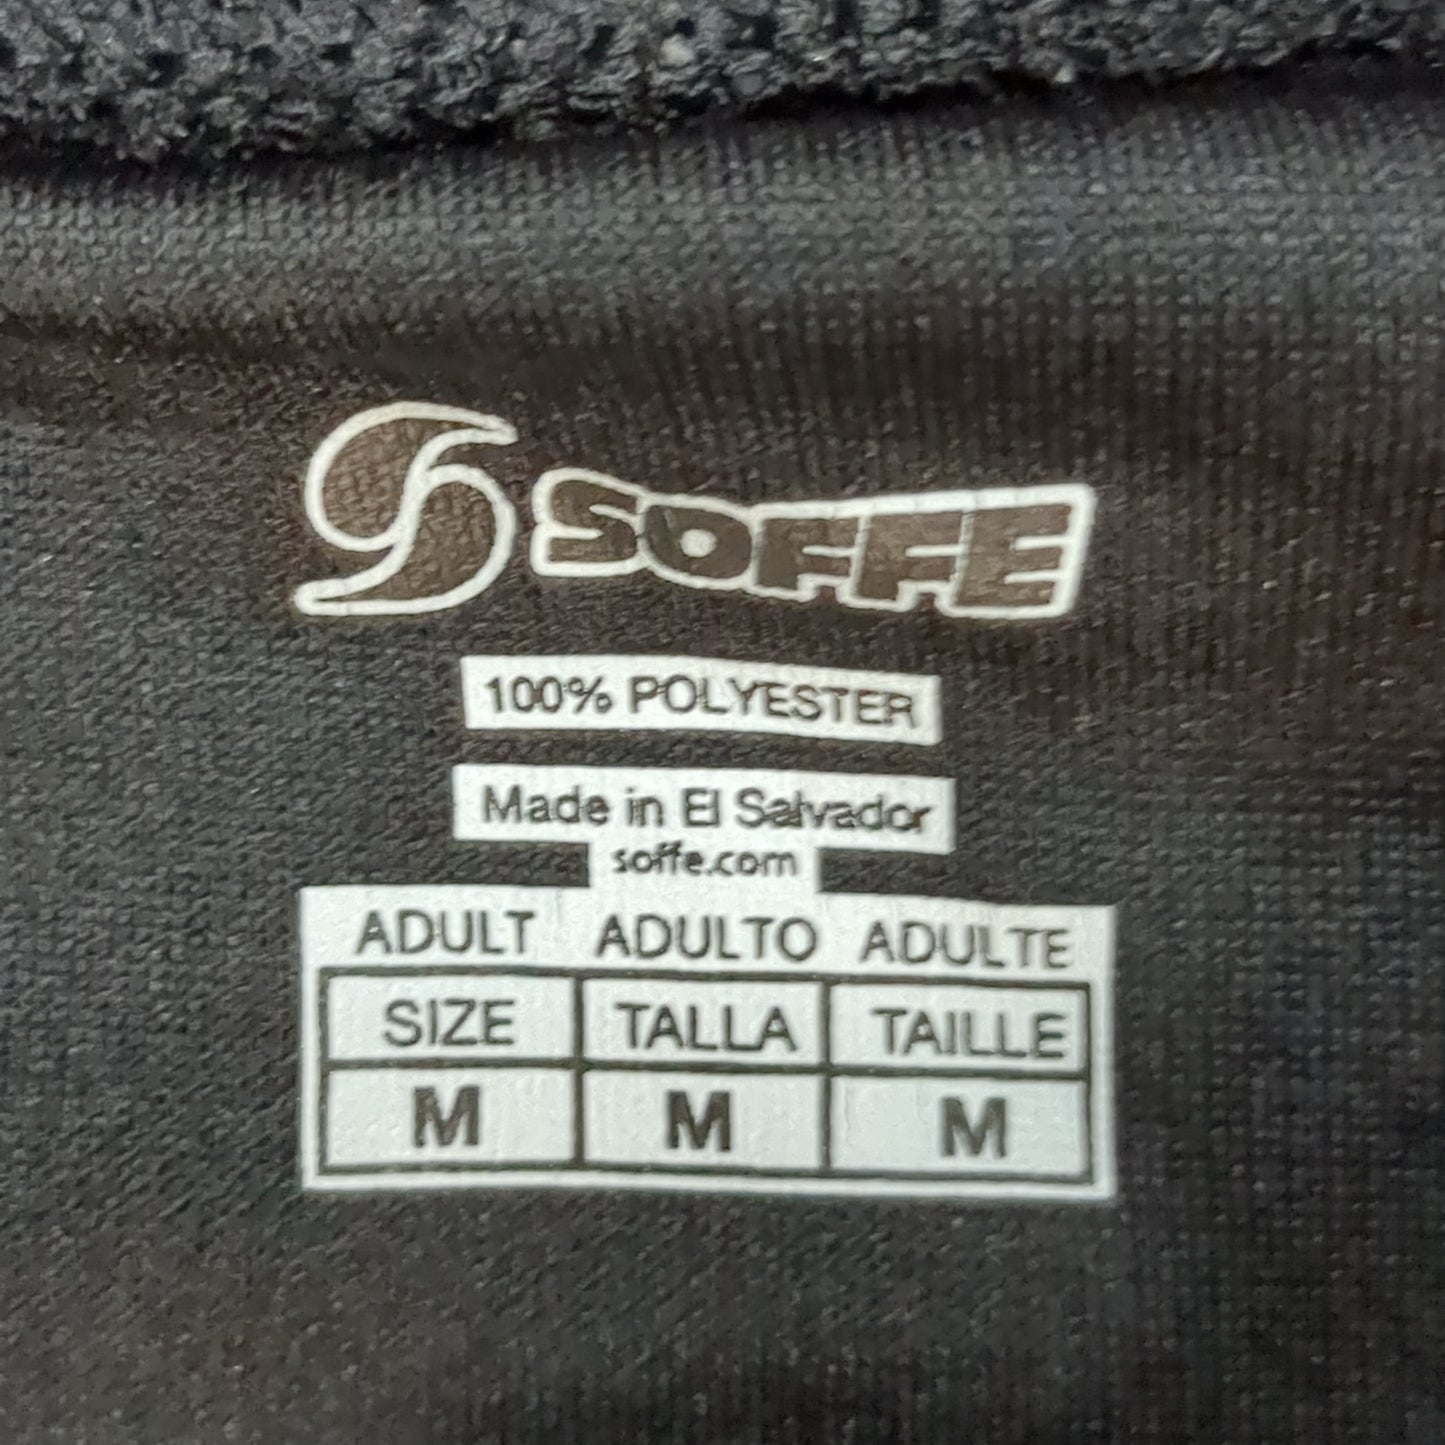 SOFFE
100% POLYESTER
Made in El Salvador
soffe.com
ADULT ADULTO ADULTE
SIZE TALLA TAILLE
M M M